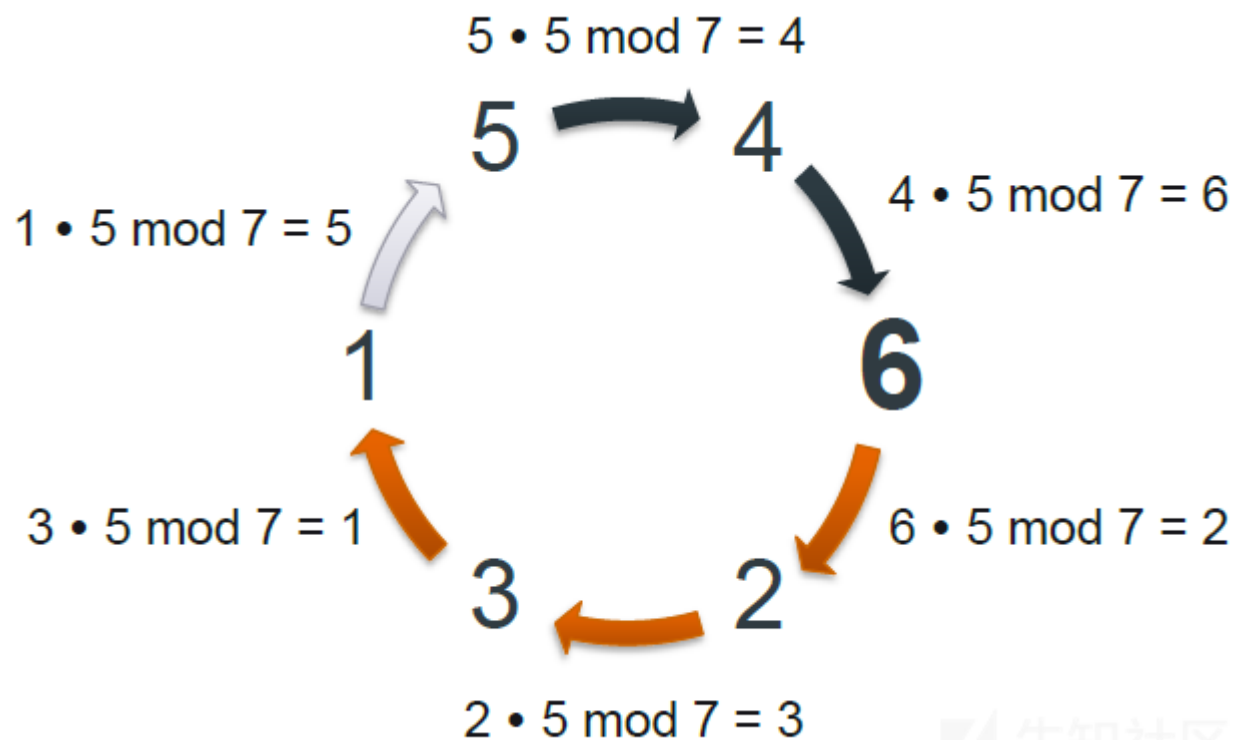 5 • 5 mod 7 = 4
5
4
4 • 5 mod 7 = 6
1 • 5 mod 7 = 5
1
6
3 • 5 mod 7 = 1
6 • 5 mod 7 = 2
3
2
2 • 5 mod 7 = 3